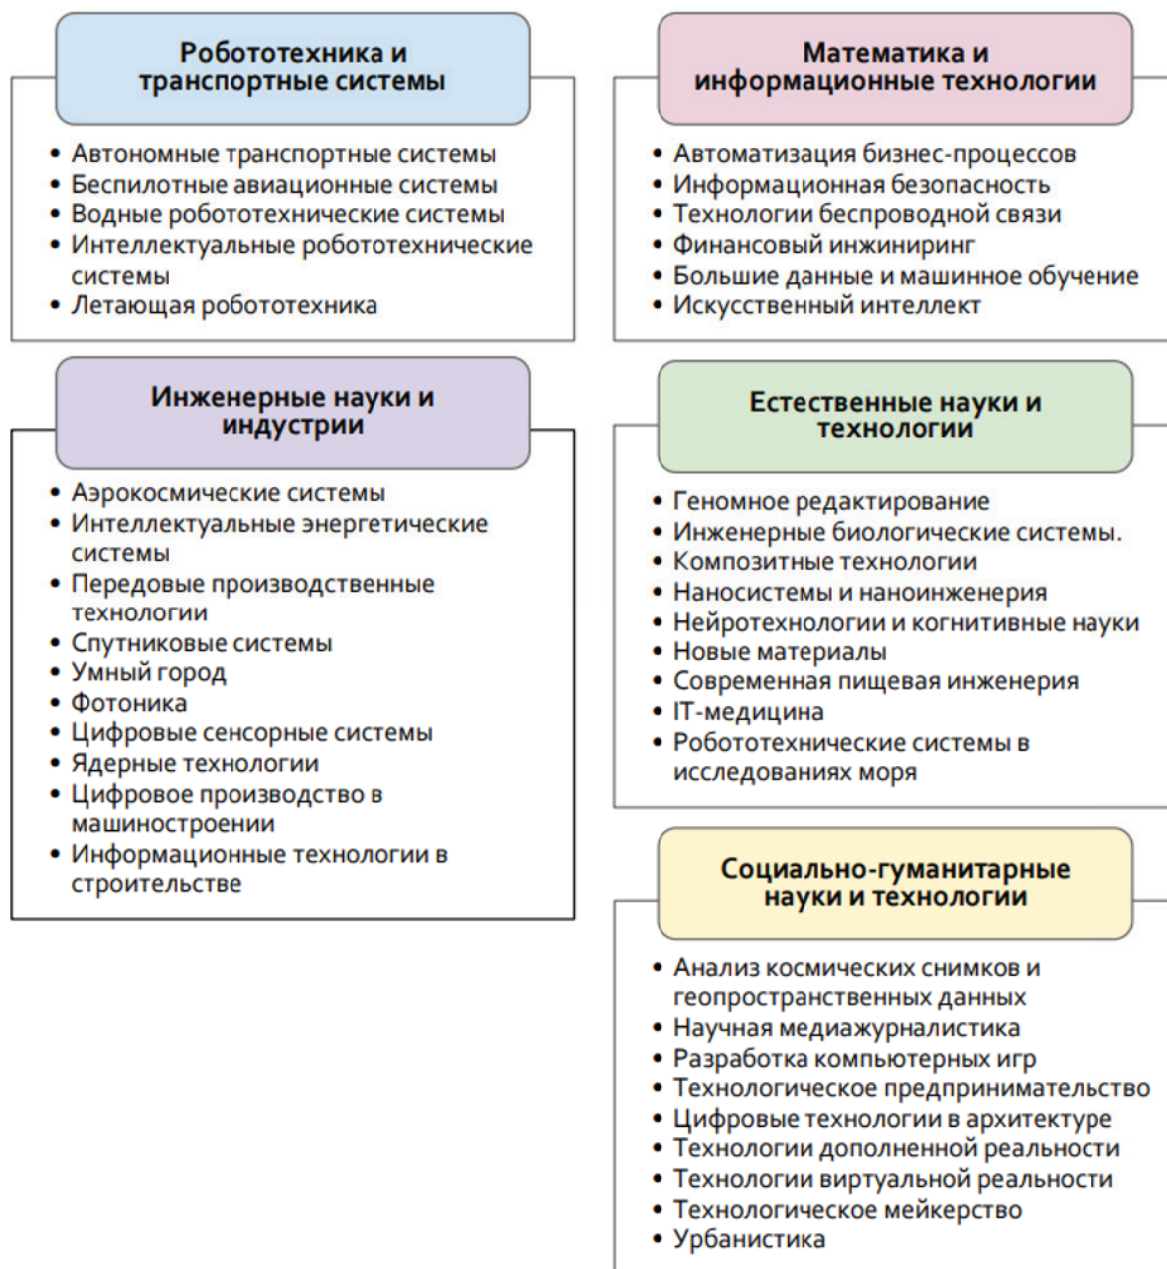 Робототехника и
транспортные системы
• Автономные транспортные системы
• Беспилотные авиационные системы
• Водные робототехнические системы
• Интеллектуальные робототехнические
системы
• Летающая робототехника
Математика и
информационные технологии
• Автоматизация бизнес-процессов
• Информационная безопасность
• Технологии беспроводной связи
• Финансовый инжиниринг
• Большие данные и машинное обучение
• Искусственный интеллект
Инженерные науки и
индустрии
• Аэрокосмические системы
• Интеллектуальные энергетические
системы
• Передовые производственные
технологии
• Спутниковые системы
• Умный город
• Фотоника
• Цифровые сенсорные системы
• Ядерные технологии
• Цифровое производство в
машиностроении
• Информационные технологии в
строительстве
Естественные науки и
технологии
• Геномное редактирование
• Инженерные биологические системы.
• Композитные технологии
• Наносистемы и наноинженерия
• Нейротехнологии и когнитивные науки
• Новые материалы
• Современная пищевая инженерия
• IT-медицина
• Робототехнические системы в
исследованиях моря
Социально-гуманитарные
науки и технологии
• Анализ космических снимков и
геопространственных данных
• Научная медиажурналистика
• Разработка компьютерных игр
• Технологическое предпринимательство
• Цифровые технологии в архитектуре
• Технологии дополненной реальности
• Технологии виртуальной реальности
• Технологическое мейкерство
• Урбанистика